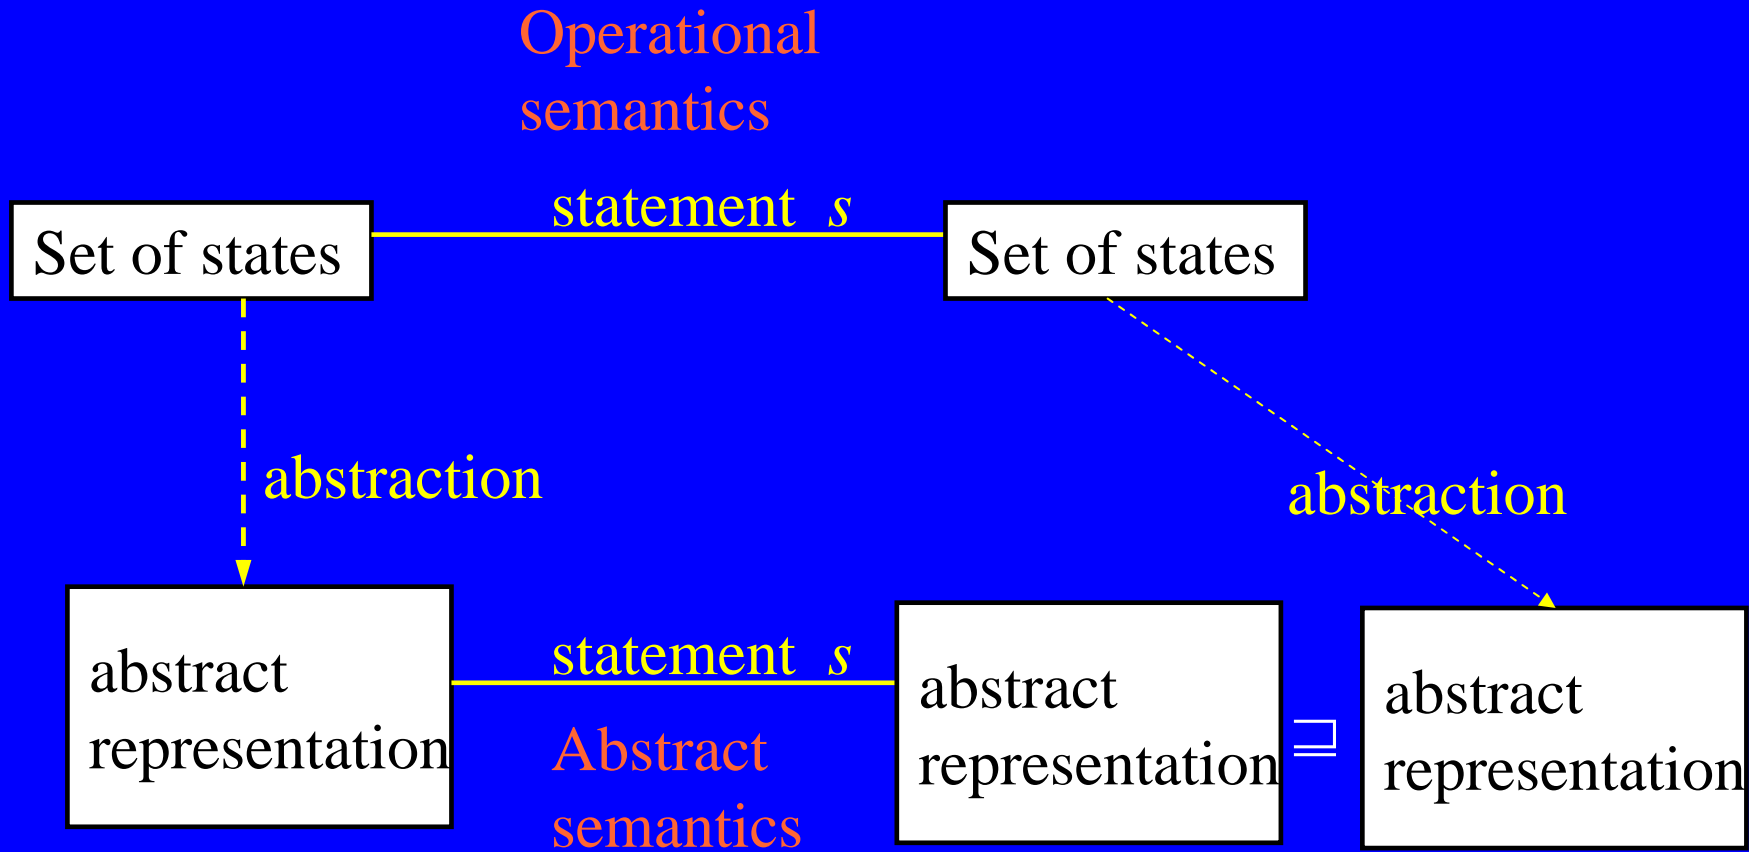 Operational
semantics
statement s
Set of states
Set of states
abstraction
abstraction
statement s
abstract
representation
abstract
representation
⊒
abstract
representation
Abstract
semantics